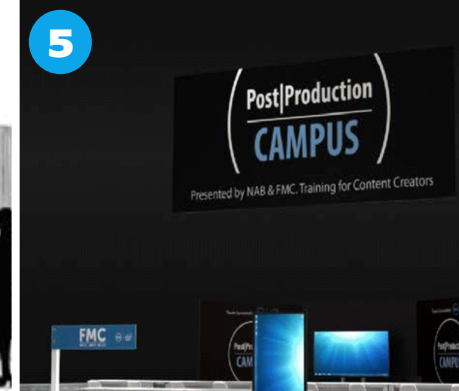 5
Post|Production
CAMPUS
Presented by NAB & FMC. Training for Content Creators
FMC